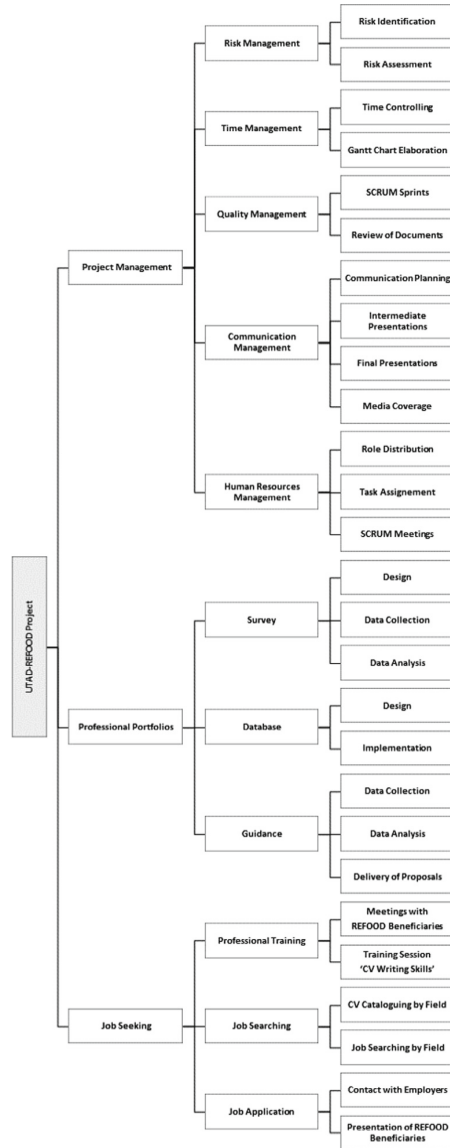 Risk Identification
Risk Management
Risk Assessment
Time Controlling
Time Management
Gantt Chart Elaboration
SCRUM Sprints
Quality Management
Review of Documents
Project Management
Communication Planning
Intermediate
Presentations
Communication
Management
Final Presentations
Media Coverage
Role Distribution
Human Resources
Management
Task Assignement
SCRUM Meetings
UTAD-REFOOD Project
Design
Survey
Data Collection
Data Analysis
Professional Portfolios
Design
Database
Implementation
Data Collection
Guidance
Data Analysis
Delivery of Proposals
Meetings with
REFOOD Beneficiaries
Professional Training
Training Session
'CV Writing Skills'
Job Seeking
CV Cataloguing by Field
Job Searching
Job Searching by Field
Contact with Employers
Job Application
Presentation of REFOOD
Beneficiaries